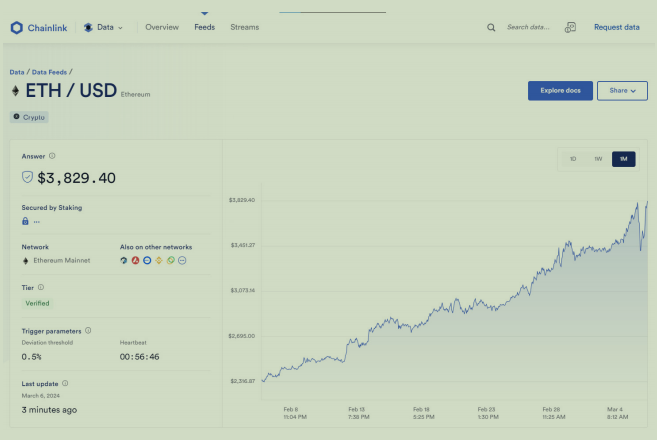 Chainlink Data Overview Feeds Streams Search data... Request data
Data / Data Feeds /
ETH / USD Ethereum
Explore docs Share
Crypto
Answer
$3,829.40
Secured by Staking
...
Network Also on other networks
Ethereum Mainnet
Tier
Verified
Trigger parameters
Deviation threshold Heartbeat
0.5% 00:56:46
Last update
March 6, 2024
3 minutes ago
1D 1W 1M
$3,829.40
$3,451.27
$3,073.14
$2,695.00
$2,316.87
Feb 8 Feb 13 Feb 18 Feb 23 Feb 28 Mar 4
11:04 PM 7:38 PM 5:25 PM 1:30 PM 11:25 AM 8:12 AM